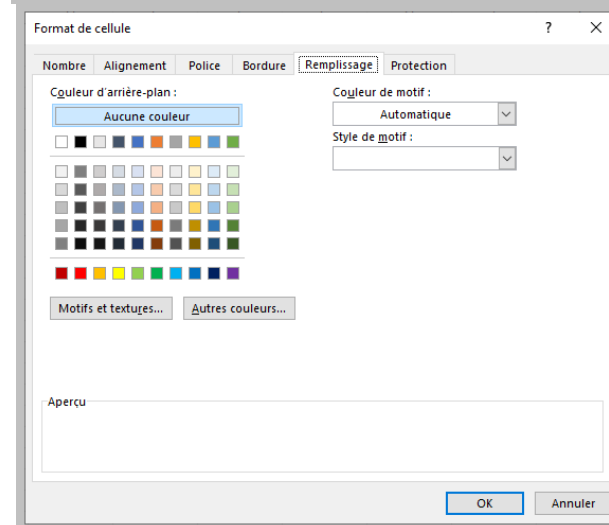 Format de cellule ?
Nombre Alignement Police Bordure Remplissage Protection
Couleur d'arrière-plan :
Aucune couleur
Motifs et textures...
Autres couleurs...
Couleur de motif :
Automatique
Style de motif :
Aperçu
OK
Annuler